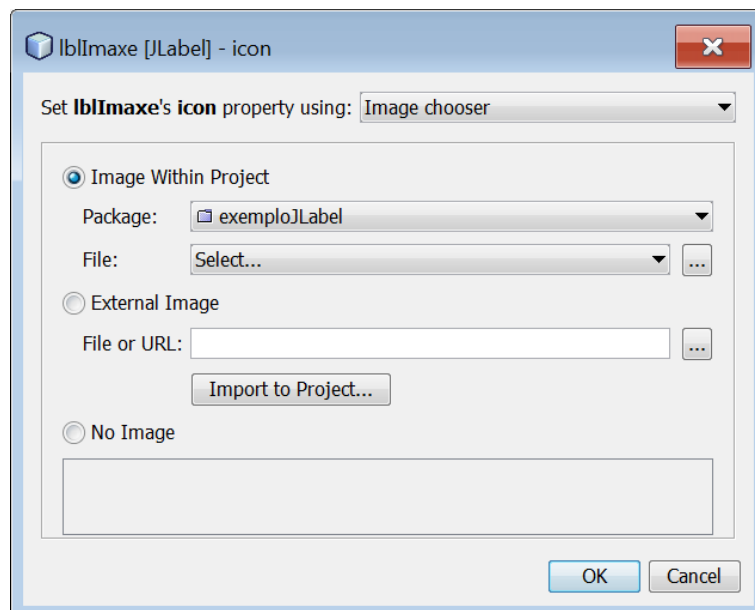 lblImaxe [JLabel] - icon
Set lblImaxe's icon property using: Image chooser
Image Within Project
Package: exemploJLabel
File: Select... ...
External Image
File or URL: ...
Import to Project...
No Image
OK Cancel